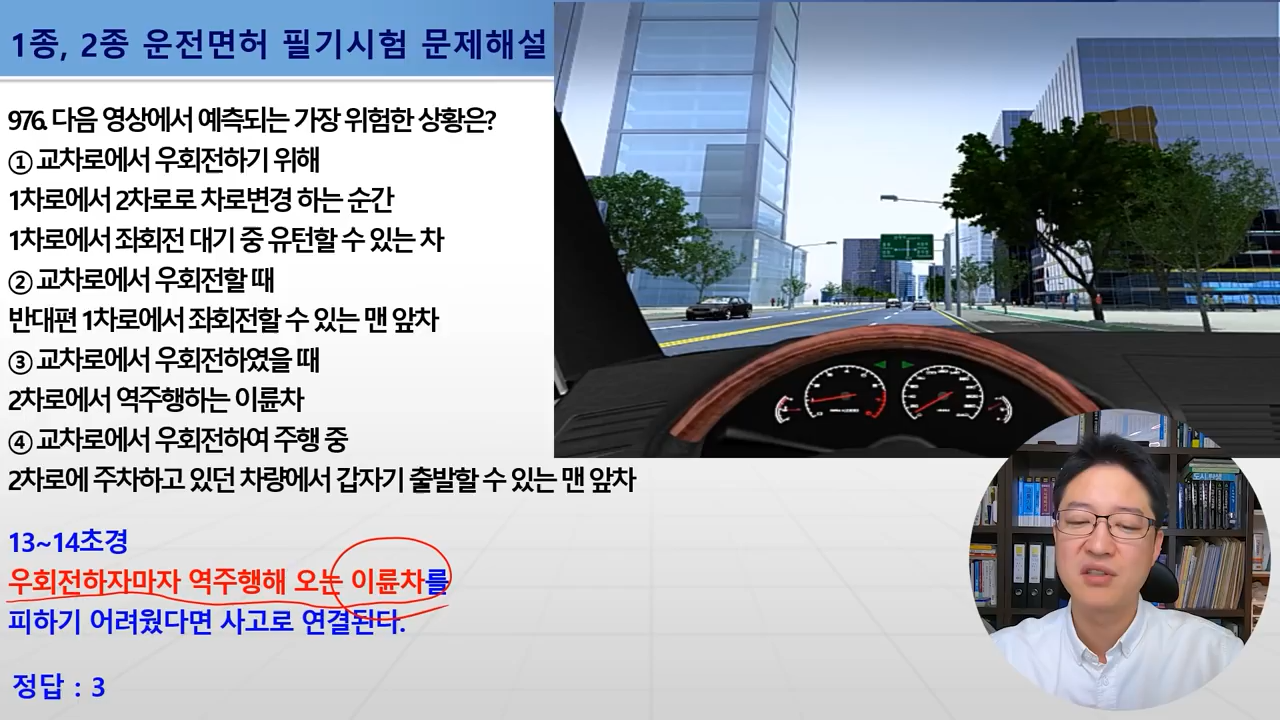 1종, 2종 운전면허 필기시험 문제해설
976. 다음 영상에서 예측되는 가장 위험한 상황은?
① 교차로에서 우회전하기 위해
1차로에서 2차로로 차로변경 하는 순간
1차로에서 좌회전 대기 중 유턴할 수 있는 차
② 교차로에서 우회전할 때
반대편 1차로에서 좌회전할 수 있는 맨 앞차
③ 교차로에서 우회전하였을 때
2차로에서 역주행하는 이륜차
④ 교차로에서 우회전하여 주행 중
2차로에 주차하고 있던 차량에서 갑자기 출발할 수 있는 맨 앞차
13~14초경
우회전하자마자 역주행해 오는 이륜차를
피하기 어려웠다면 사고로 연결된다.
정답 : 3